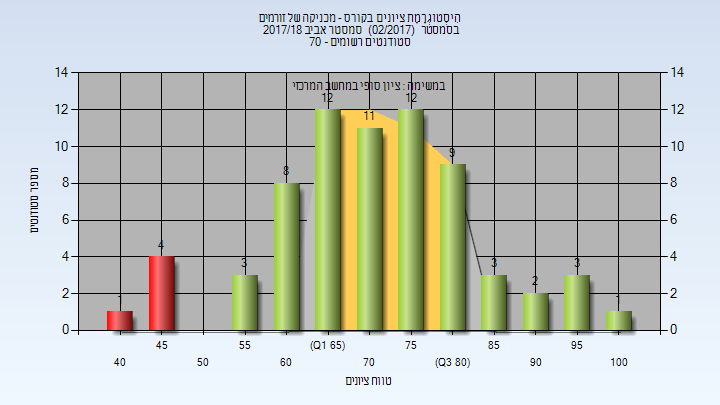 היסטוגרמת ציונים בקורס - מכניקה של זורמים
בסמסטר (02/2017) סמסטר אביב 2017/18
סטודנטים רשומים - 70
במשימה : ציון סופי במחשב המרכזי
מספר סטודנטים
14 14
12 12
10 10
8 8
6 6
4 4
2 2
0 0
1 4 3 8 12 11 12 9 3 2 3 1
40 45 50 55 60 (Q1 65) 70 75 (Q3 80) 85 90 95 100
טווח ציונים